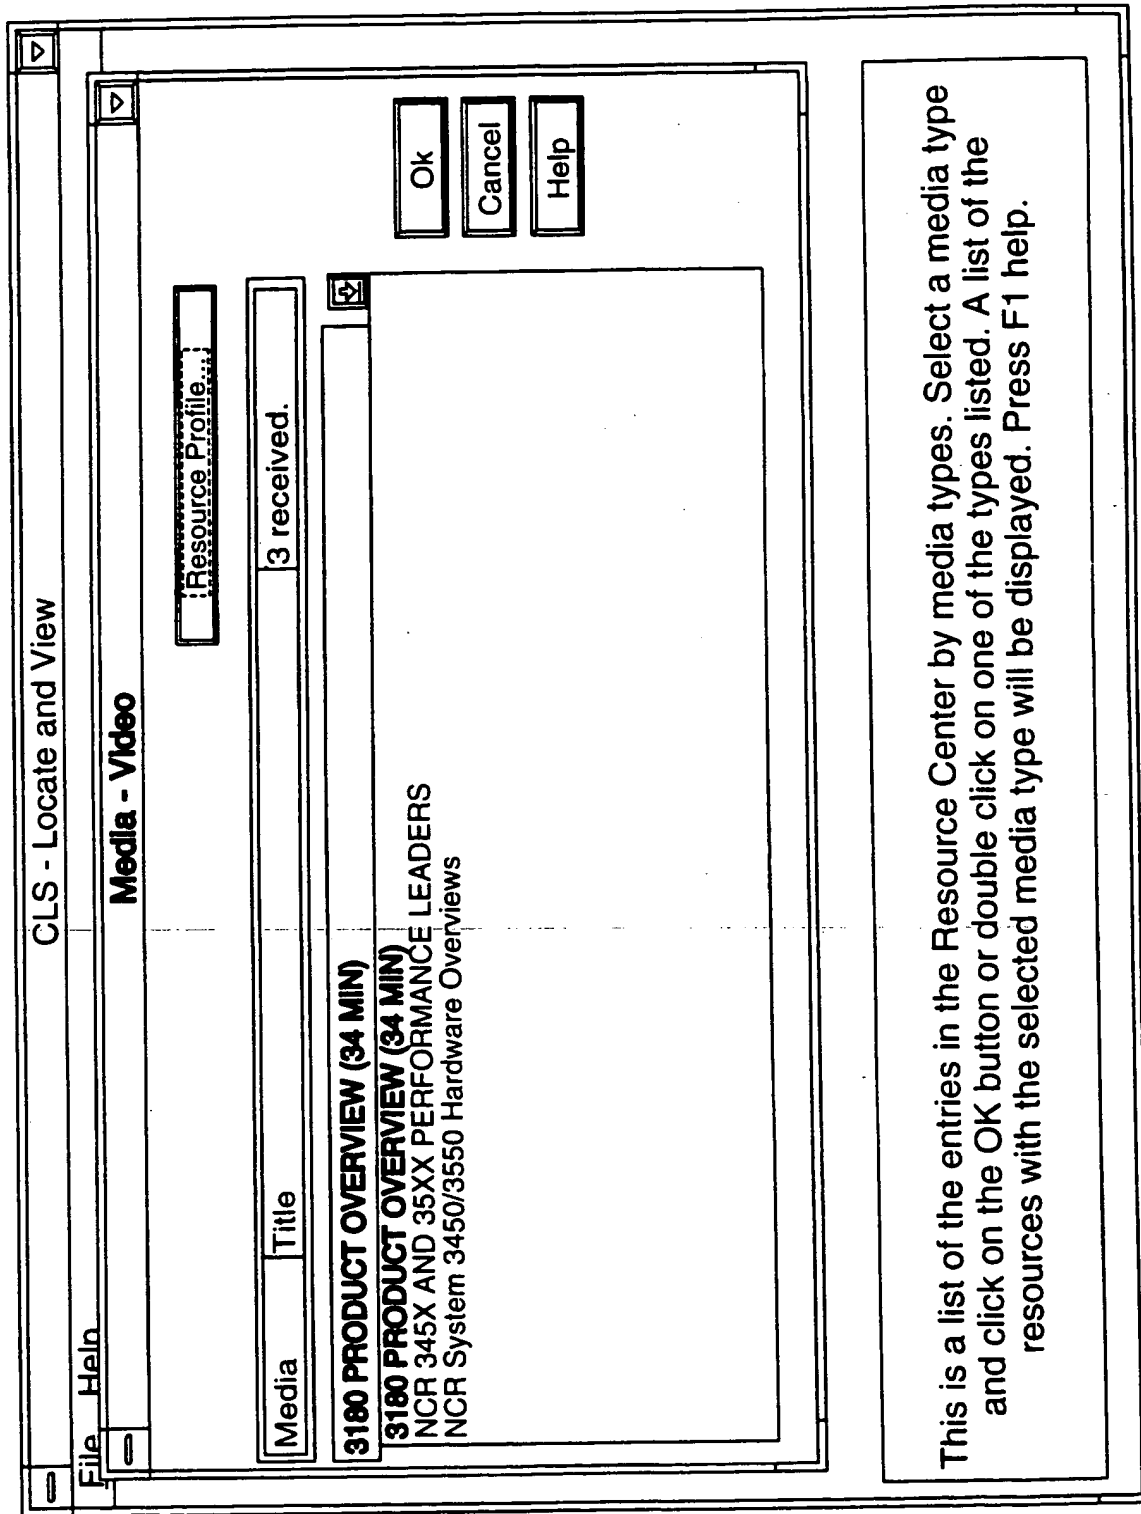 CLS - Locate and View
File Help
Media - Video
Resource Profile...
Media Title 3 received.
3180 PRODUCT OVERVIEW (34 MIN)
3180 PRODUCT OVERVIEW (34 MIN)
NCR 345X AND 35XX PERFORMANCE LEADERS
NCR System 3450/3550 Hardware Overviews
Ok
Cancel
Help
This is a list of the entries in the Resource Center by media types. Select a media type
and click on the OK button or double click on one of the types listed. A list of the
resources with the selected media type will be displayed. Press F1 help.